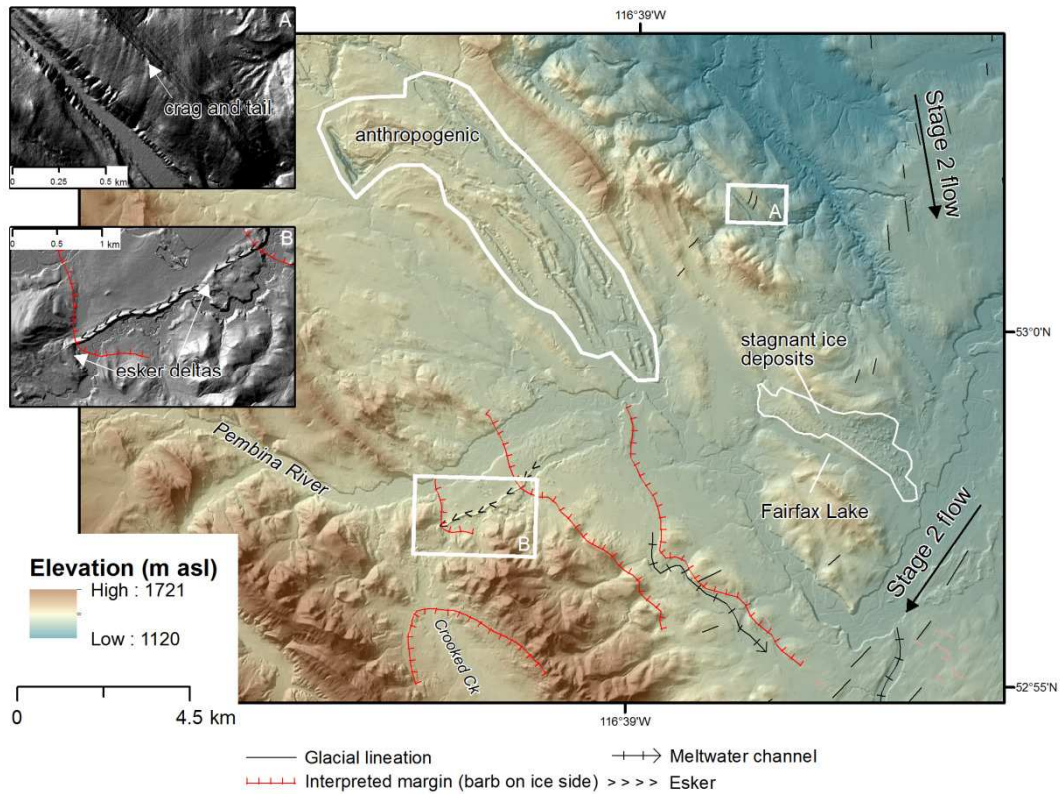 116°39'W
A
crag and tail
0 0.25 0.5 km
anthropogenic
Stage 2 flow
A
B
0 0.5 1 km
esker deltas
53°0'N
stagnant ice
deposits
Pembina River
Fairfax Lake
B
Stage 2 flow
Elevation (m asl)
High : 1721
Low : 1120
Crooked Ck
0 4.5 km
52°55'N
116°39'W
Glacial lineation
Meltwater channel
Interpreted margin (barb on ice side)
Esker